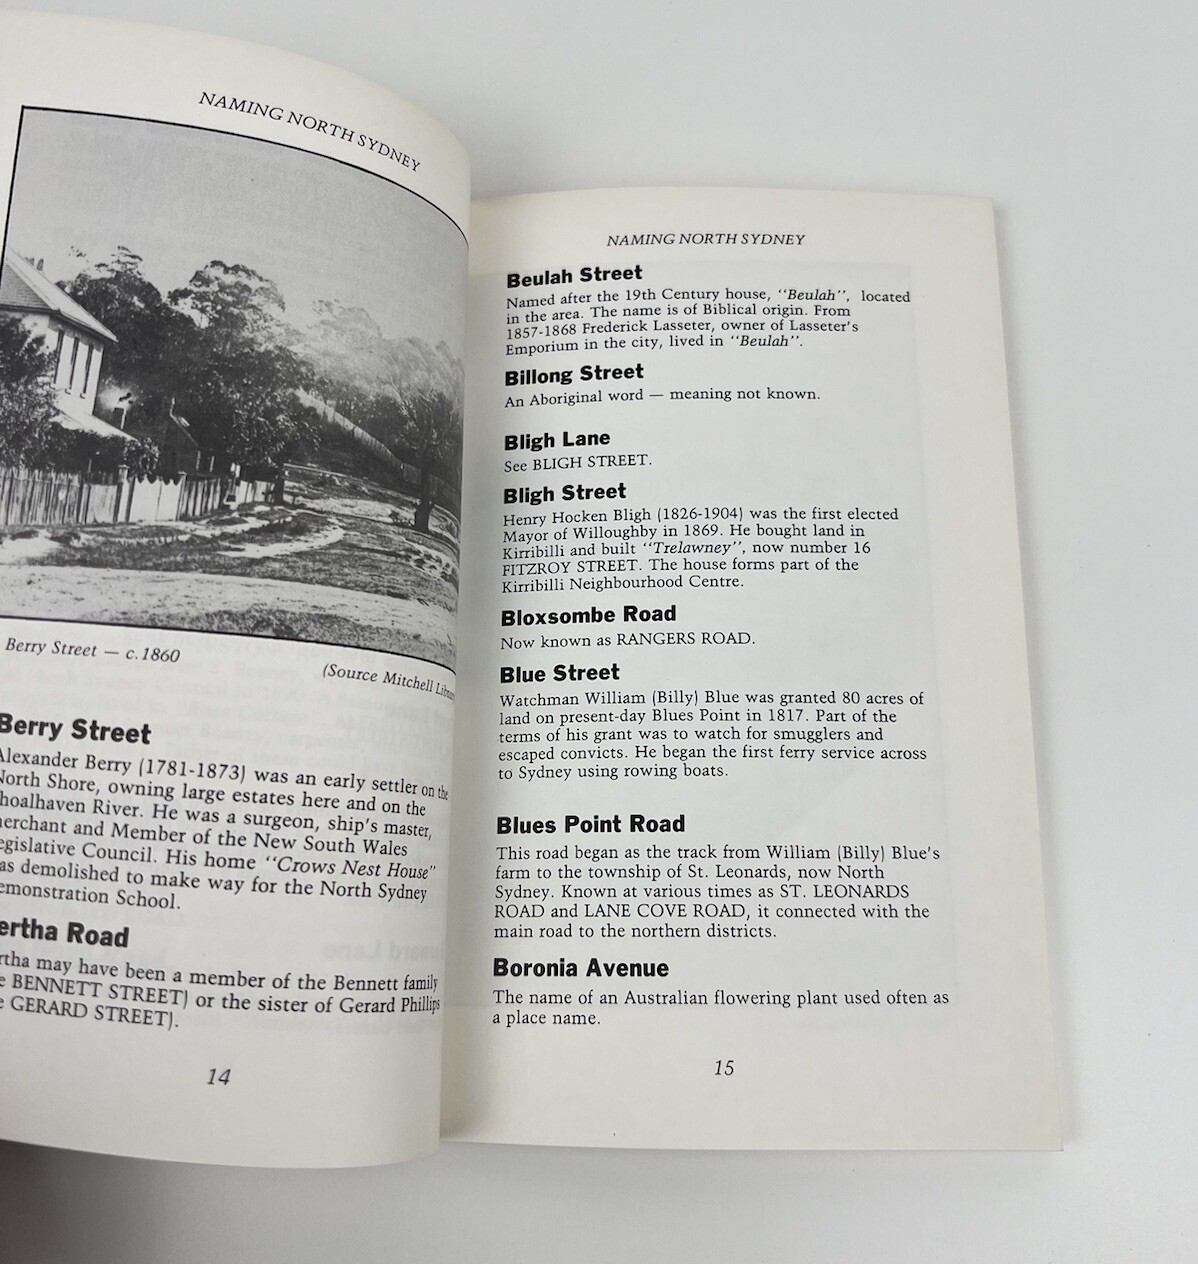 NAMING NORTH SYDNEY
Berry Street — c.1860
(Source Mitchell
Berry Street
Alexander Berry (1781-1873) was an early settler on the
North Shore, owning large estates here and on the
River. He was a surgeon, ship's master,
and Member of the New South Wales
Council. His home "Crows Nest House"
demolished to make way for the North Sydney
School.
Road
may have been a member of the Bennett family
BENNETT STREET) or the sister of Gerard Phillips
GERARD STREET).
14
NAMING NORTH SYDNEY
Beulah Street
Named after the 19th Century house, "Beulah", located
in the area. The name is of Biblical origin. From
1857-1868 Frederick Lasseter, owner of Lasseter's
Emporium in the city, lived in "Beulah".
Billong Street
An Aboriginal word — meaning not known.
Bligh Lane
See BLIGH STREET.
Bligh Street
Henry Hocken Bligh (1826-1904) was the first elected
Mayor of Willoughby in 1869. He bought land in
Kirribilli and built "Trelawney", now number 16
FITZROY STREET. The house forms part of the
Kirribilli Neighbourhood Centre.
Bloxsombe Road
Now known as RANGERS ROAD.
Blue Street
Watchman William (Billy) Blue was granted 80 acres of
land on present-day Blues Point in 1817. Part of the
terms of his grant was to watch for smugglers and
escaped convicts. He began the first ferry service across
to Sydney using rowing boats.
Blues Point Road
This road began as the track from William (Billy) Blue's
farm to the township of St. Leonards, now North
Sydney. Known at various times as ST. LEONARDS
ROAD and LANE COVE ROAD, it connected with the
main road to the northern districts.
Boronia Avenue
The name of an Australian flowering plant used often as
a place name.
15